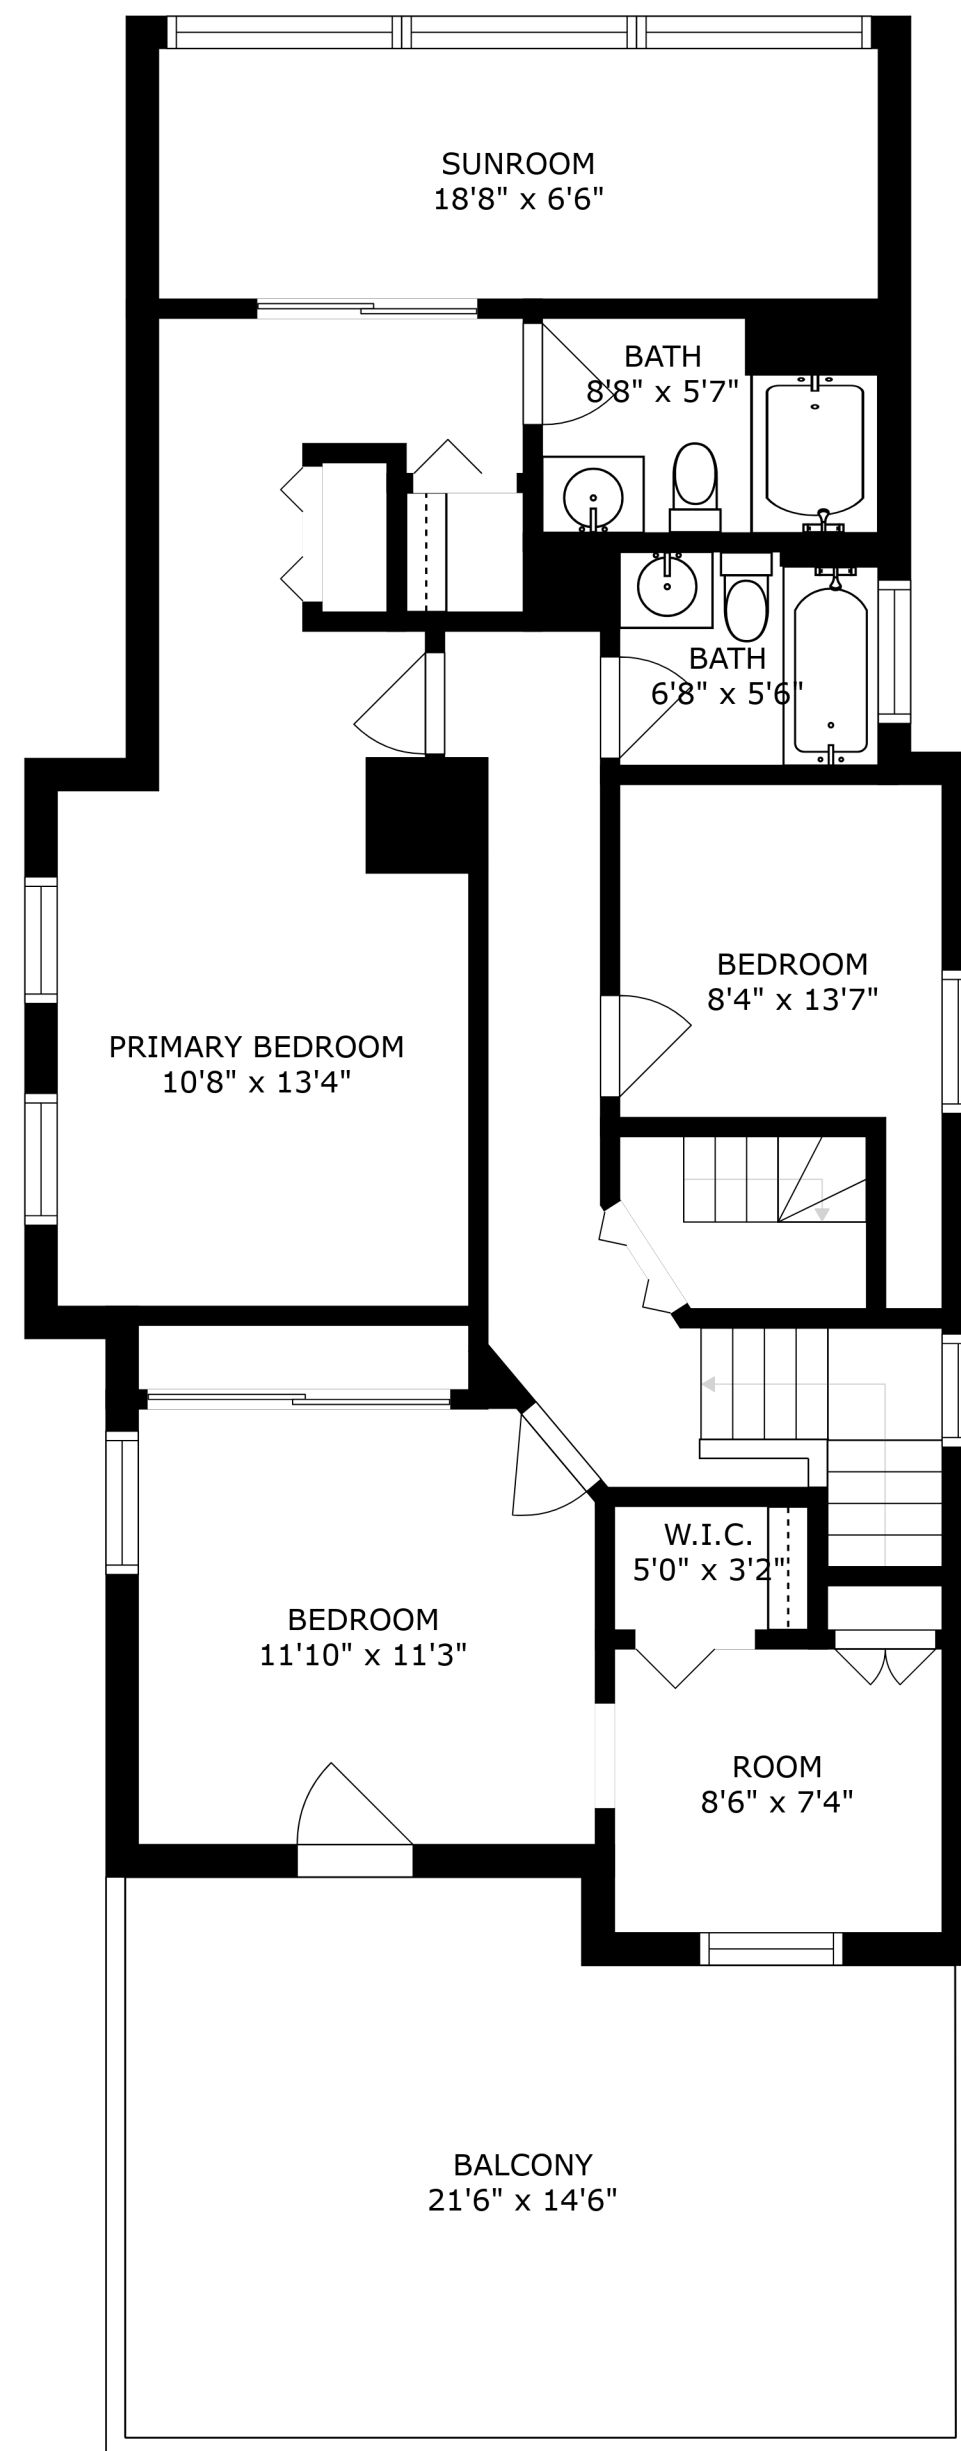 SUNROOM
18'8" x 6'6"
BATH
8'8" x 5'7"
BATH
6'8" x 5'6"
BEDROOM
8'4" x 13'7"
PRIMARY BEDROOM
10'8" x 13'4"
W.I.C.
5'0" x 3'2"
BEDROOM
11'10" x 11'3"
ROOM
8'6" x 7'4"
BALCONY
21'6" x 14'6"